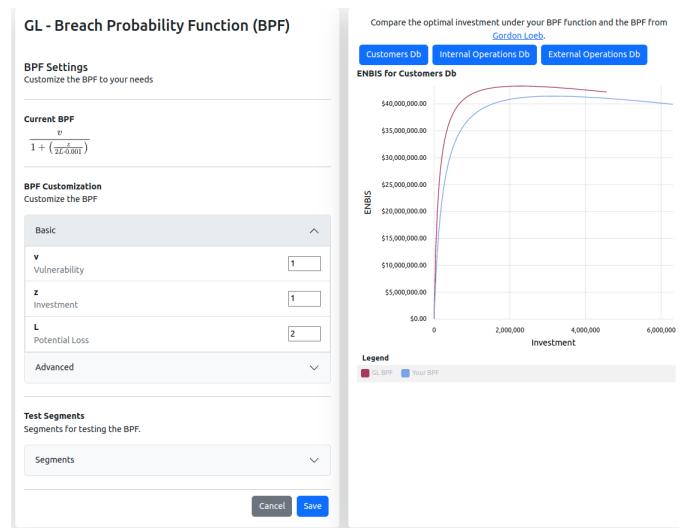 GL - Breach Probability Function (BPF)
BPF Settings
Customize the BPF to your needs
Current BPF
v
1 + (z
2L·0.001)
BPF Customization
Customize the BPF
Basic
v
Vulnerability
1
z
Investment
1
L
Potential Loss
2
Advanced
Test Segments
Segments for testing the BPF.
Segments
Cancel Save
Compare the optimal investment under your BPF function and the BPF from
Gordon Loeb.
Customers Db Internal Operations Db External Operations Db
ENBIS for Customers Db
$40,000,000.00
$35,000,000.00
$30,000,000.00
$25,000,000.00
$20,000,000.00
$15,000,000.00
$10,000,000.00
$5,000,000.00
$0.00
ENBIS
0 2,000,000 4,000,000 6,000,000
Investment
Legend
GL BPF Your BPF